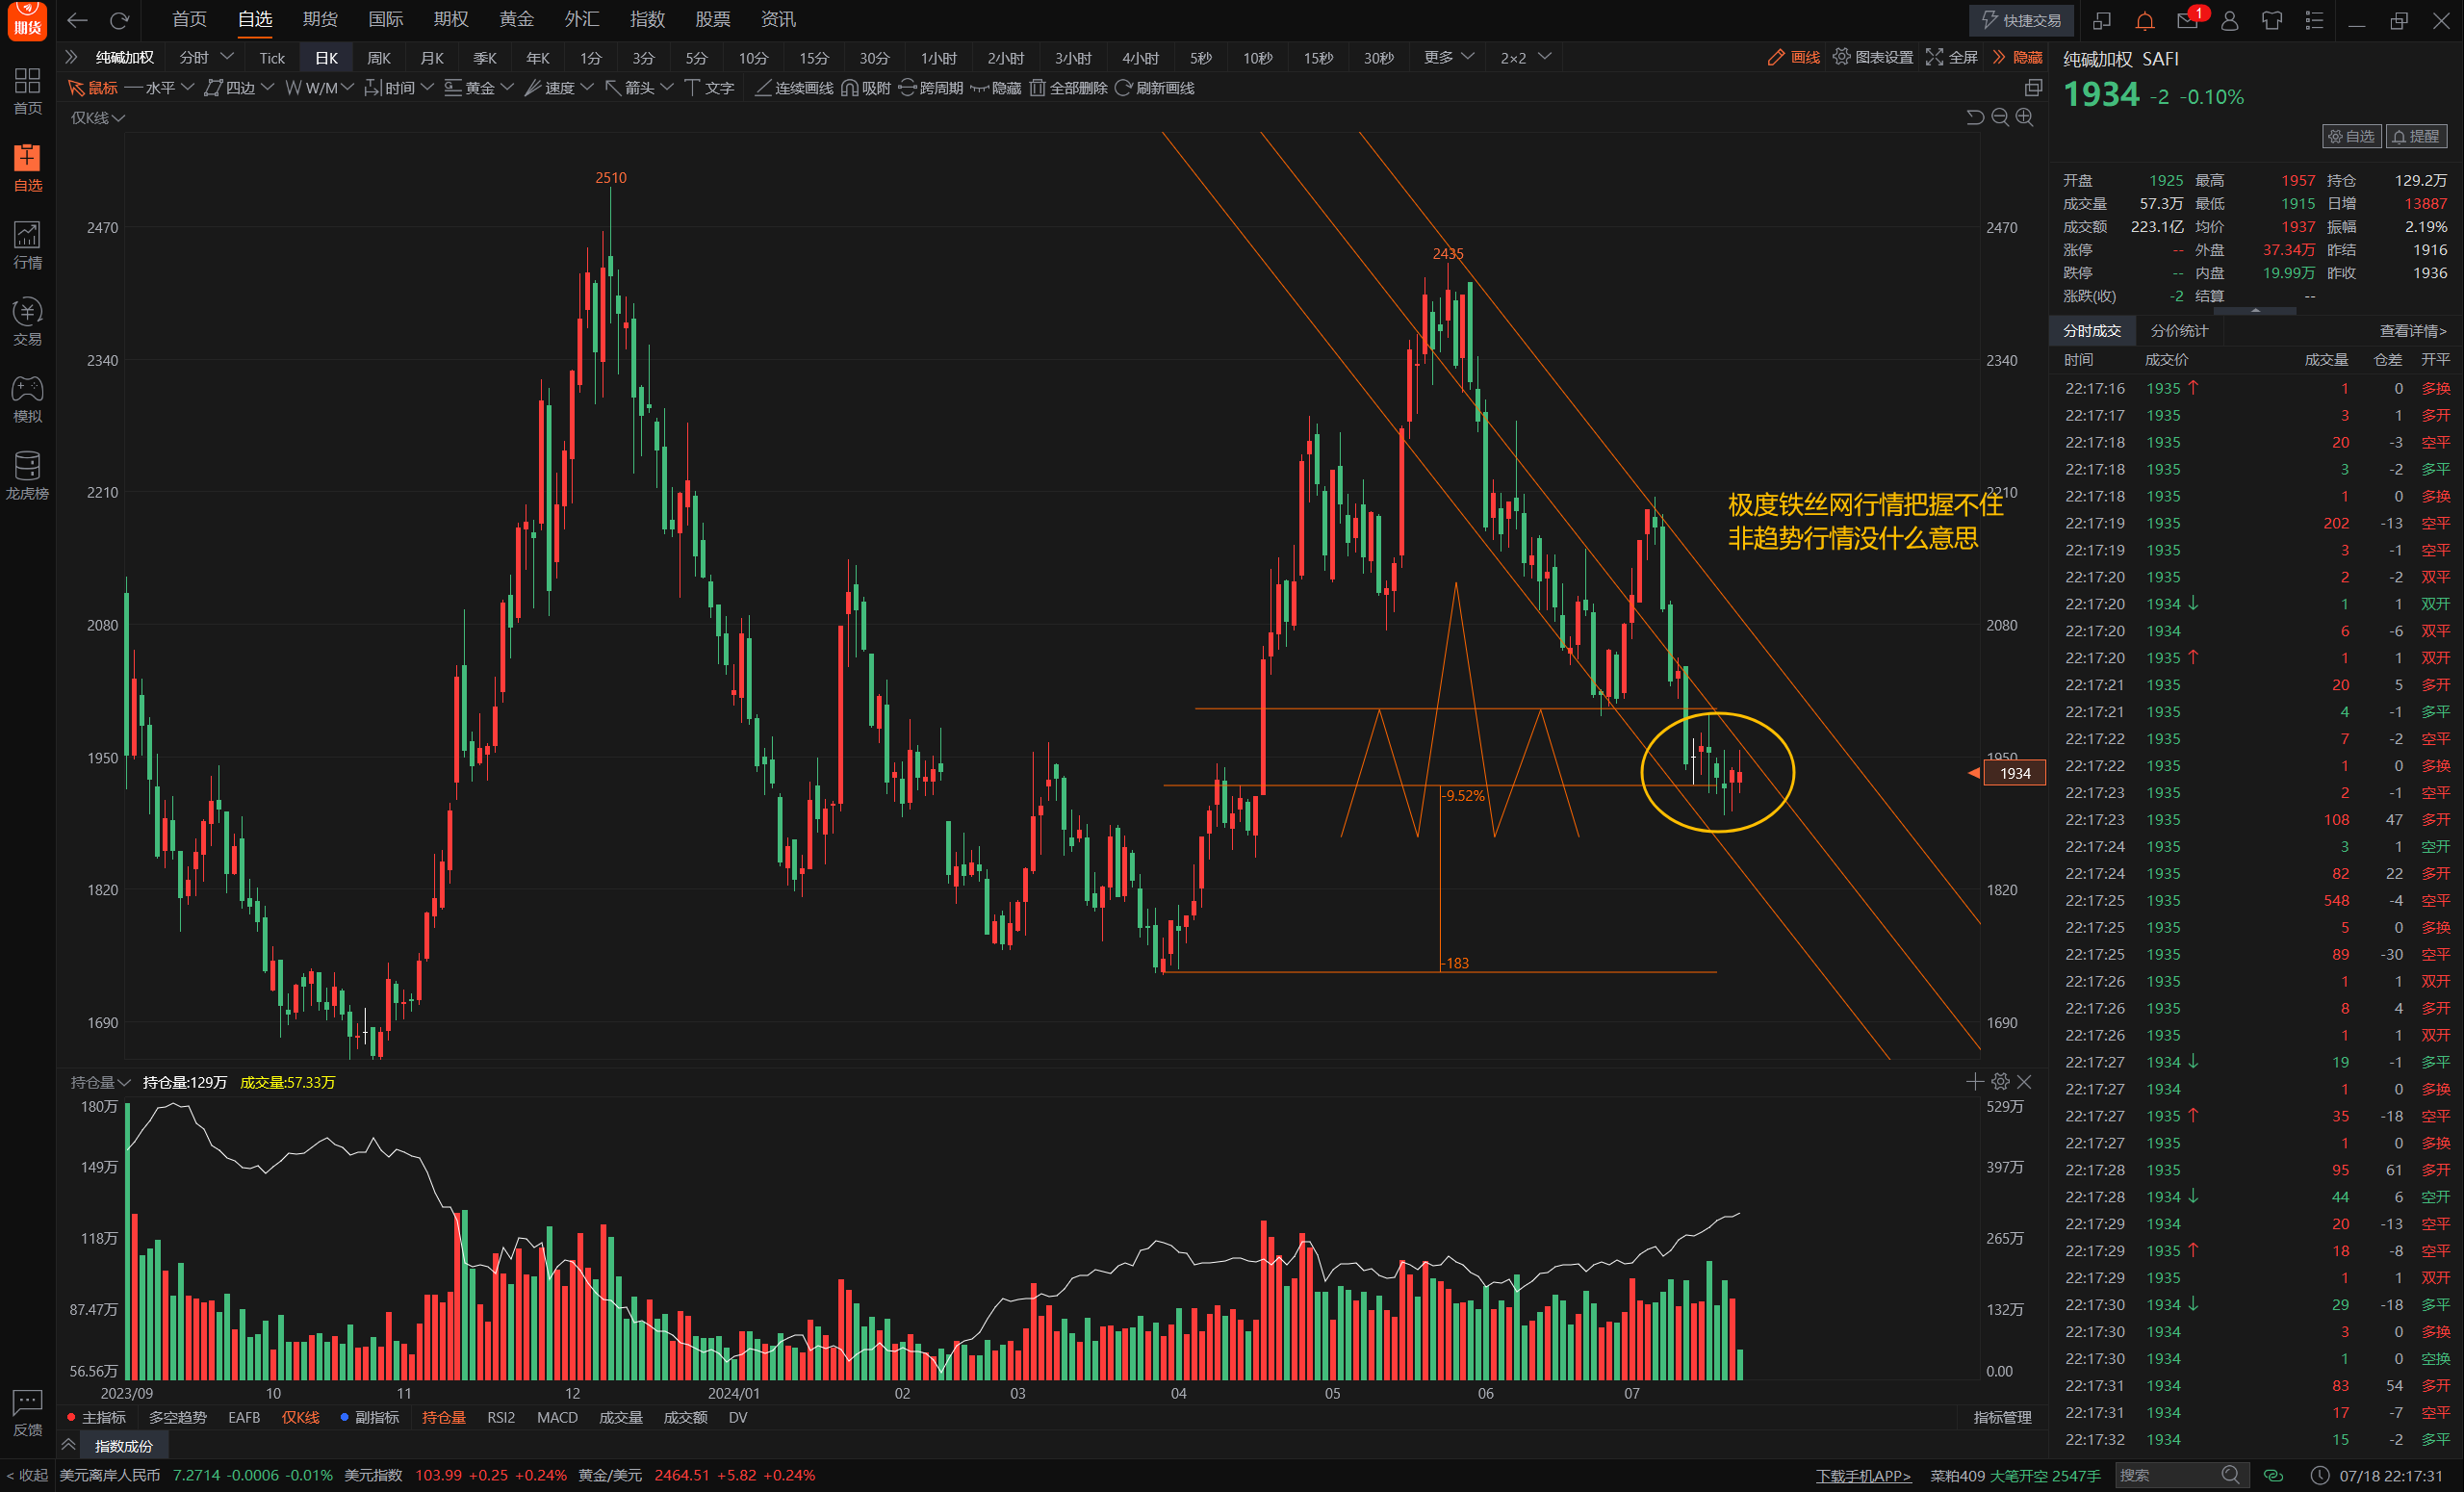 期货
首页 自选 期货 国际 期权 黄金 外汇 指数 股票 资讯
快捷交易
1
纯碱加权 分时 Tick 日K 周K 月K 季K 年K 1分 3分 5分 10分 15分 30分 1小时 2小时 3小时 4小时 5秒 10秒 15秒 30秒 更多 2×2
画线 图表设置 全屏 隐藏
鼠标 水平 四边 W/M 时间 黄金 速度 箭头 文字 连续画线 吸附 跨周期 隐藏 全部删除 刷新画线
仅K线
首页
自选
行情
交易
模拟
龙虎榜
反馈
< 收起
2510
2435
2470 2470
2340 2340
2210 2210
2080 2080
1950 1950
1820 1820
1690 1690
极度铁丝网行情把握不住
非趋势行情没什么意思
-9.52%
-183
1934
持仓量 持仓量:129万 成交量:57.33万
180万 529万
149万 397万
118万 265万
87.47万 132万
56.56万 0.00
2023/09 10 11 12 2024/01 02 03 04 05 06 07
主指标 多空趋势 EAFB 仅K线 副指标 持仓量 RSI2 MACD 成交量 成交额 DV 指标管理
指数成份
纯碱加权 SAFI
1934 -2 -0.10%
自选 提醒
开盘 1925 最高 1957 持仓 129.2万
成交量 57.3万 最低 1915 日增 13887
成交额 223.1亿 均价 1937 振幅 2.19%
涨停 -- 外盘 37.34万 昨结 1916
跌停 -- 内盘 19.99万 昨收 1936
涨跌(收) -2 结算 --
分时成交 分价统计 查看详情>
时间 成交价 成交量 仓差 开平
22:17:16 1935 ↑ 1 0 多换
22:17:17 1935 3 1 多开
22:17:18 1935 20 -3 空平
22:17:18 1935 3 -2 多平
22:17:18 1935 1 0 多换
22:17:19 1935 202 -13 空平
22:17:19 1935 3 -1 空平
22:17:20 1935 2 -2 双平
22:17:20 1934 ↓ 1 1 双开
22:17:20 1934 6 -6 双平
22:17:20 1935 ↑ 1 1 双开
22:17:21 1935 20 5 多开
22:17:21 1935 4 -1 多平
22:17:22 1935 7 -2 空平
22:17:22 1935 1 0 多换
22:17:23 1935 2 -1 空平
22:17:23 1935 108 47 多开
22:17:24 1935 3 1 空开
22:17:24 1935 82 22 多开
22:17:25 1935 548 -4 空平
22:17:25 1935 5 0 多换
22:17:25 1935 89 -30 空平
22:17:26 1935 1 1 双开
22:17:26 1935 8 4 多开
22:17:26 1935 1 1 双开
22:17:27 1934 ↓ 19 -1 多平
22:17:27 1934 1 0 多换
22:17:27 1935 ↑ 35 -18 空平
22:17:27 1935 1 0 多换
22:17:28 1935 95 61 多开
22:17:28 1934 ↓ 44 6 空开
22:17:29 1934 20 -13 空平
22:17:29 1935 ↑ 18 -8 空平
22:17:29 1935 1 1 双开
22:17:30 1934 ↓ 29 -18 多平
22:17:30 1934 3 0 多换
22:17:30 1934 1 0 空换
22:17:31 1934 83 54 多开
22:17:31 1934 17 -7 空平
22:17:32 1934 15 -2 多平
美元离岸人民币 7.2714 -0.0006 -0.01% 美元指数 103.99 +0.25 +0.24% 黄金/美元 2464.51 +5.82 +0.24%
下载手机APP> 菜粕409 大笔开空 2547手 搜索 07/18 22:17:31